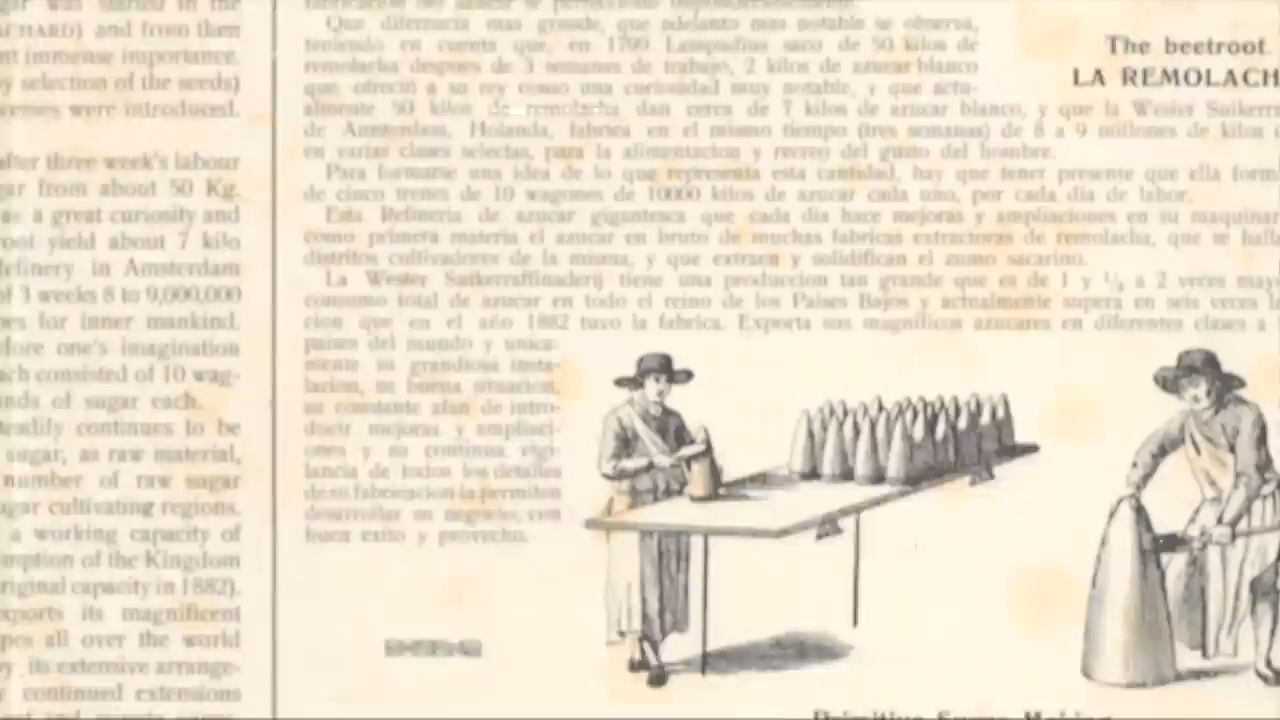 gar was started in the
CHARD) and from then
nt immense importance.
y selection of the seeds)
cesses were introduced.
after three week's labour
gar from about 50 Kg.
as a great curiosity and
root yield about 7 kilo
efinery in Amsterdam
of 3 weeks 8 to 9,000,000
pes for inner mankind.
fore one's imagination
ach consisted of 10 wag-
nds of sugar each.
teadily continues to be
sugar, as raw material,
number of raw sugar
ugar cultivating regions.
a working capacity of
mption of the Kingdom
riginal capacity in 1882).
xports its magnificent
pes all over the world
by its extensive arrange-
y continued extensions
Que diferencia mas grande, que adelanto mas notable se observa,
teniendo en cuenta que, en 1799 Lampadius saco de 50 kilos de
remolacha despues de 3 semanas de trabajo, 2 kilos de azucar blanco
que ofreció a su rey como una curiosidad muy notable, y que actu-
almente 50 kilos de remolacha dan cerca de 7 kilos de azucar blanco, y que la Wester Suikerr
de Amsterdam, Holanda, fabrica en el mismo tiempo (tres semanas) de 8 a 9 millones de kilos
en varias clases selectas, para la alimentacion y recreo del gusto del hombre.
Para formarse una idea de lo que representa esta cantidad, hay que tener presente que ella form
de cinco trenes de 10 wagones de 10000 kilos de azucar cada uno, por cada dia de labor.
Esta Refineria de azucar gigantesca que cada dia hace mejoras y ampliaciones en su maquinar
como primera materia el azucar en bruto de muchas fabricas extractoras de remolacha, que se halla
distritos cultivadores de la misma, y que extraen y solidifican el zumo sacarino.
La Wester Suikerraffinaderij tiene una produccion tan grande que es de 1 y ½ a 2 veces mayo
consumo total de azucar en todo el reino de los Paises Bajos y actualmente supera en seis veces l
cion que en el año 1882 tuvo la fabrica. Exporta sus magnificos azucares en diferentes clases a
paises del mundo y unica-
mente su grandiosa insta-
lacion, su buena situacion,
su constante afan de intro-
ducir mejoras y ampliaci-
ones y su continua vigi-
lancia de todos los detalles
de su fabricacion la permiten
desarrollar su negocio, con
buen exito y provecho.
The beetroot.
LA REMOLACH
Primitive Sugar Making